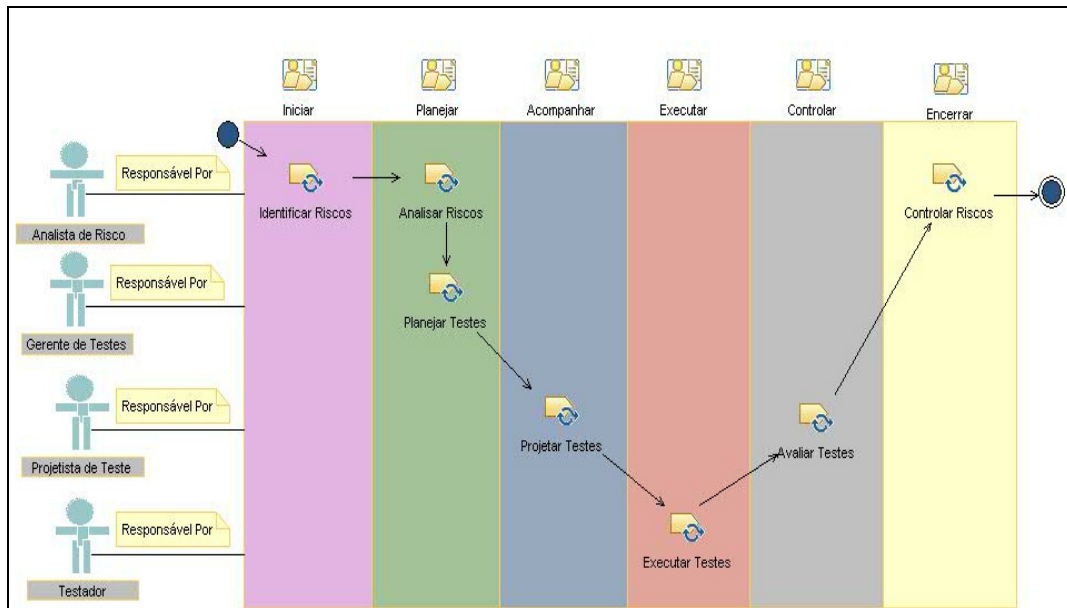 Iniciar
Planejar
Acompanhar
Executar
Controlar
Encerrar
Responsável Por
Identificar Riscos
Analisar Riscos
Controlar Riscos
Analista de Risco
Responsável Por
Planejar Testes
Gerente de Testes
Responsável Por
Projetar Testes
Avaliar Testes
Projetista de Teste
Responsável Por
Executar Testes
Testador